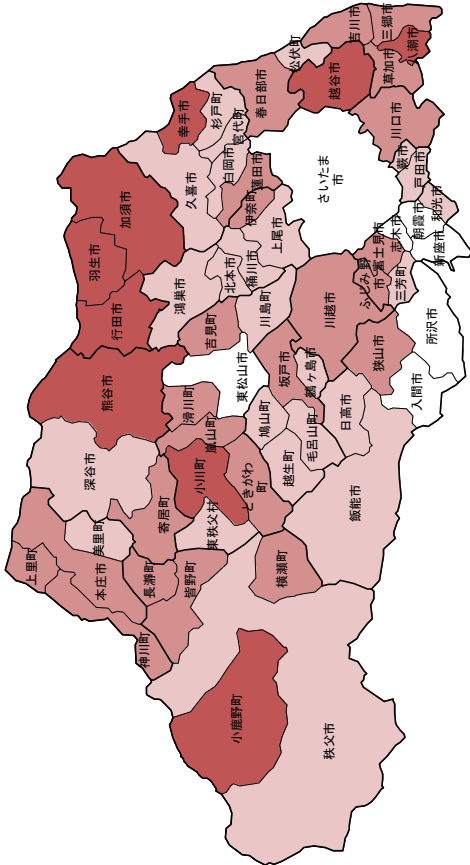 上里町
本庄市
神川町
美里町
深谷市
熊谷市
行田市
羽生市
加須市
寄居町
長瀞町
皆野町
小鹿野町
秩父市
横瀬町
東秩父村
小川町
ときがわ
町
嵐山町
滑川町
東松山市
吉見町
鴻巣市
北本市
桶川市
川島町
上尾市
伊奈町
蓮田市
白岡市
久喜市
幸手市
杉戸町
宮代町
春日部市
松伏町
越谷市
吉川市
三郷市
八潮市
草加市
川口市
さいたま
市
蕨市
戸田市
和光市
朝霞市
新座市
志木市
富士見市
ふじみ野
市
三芳町
川越市
所沢市
狭山市
入間市
飯能市
日高市
鶴ヶ島市
坂戸市
毛呂山町
越生町
鳩山町